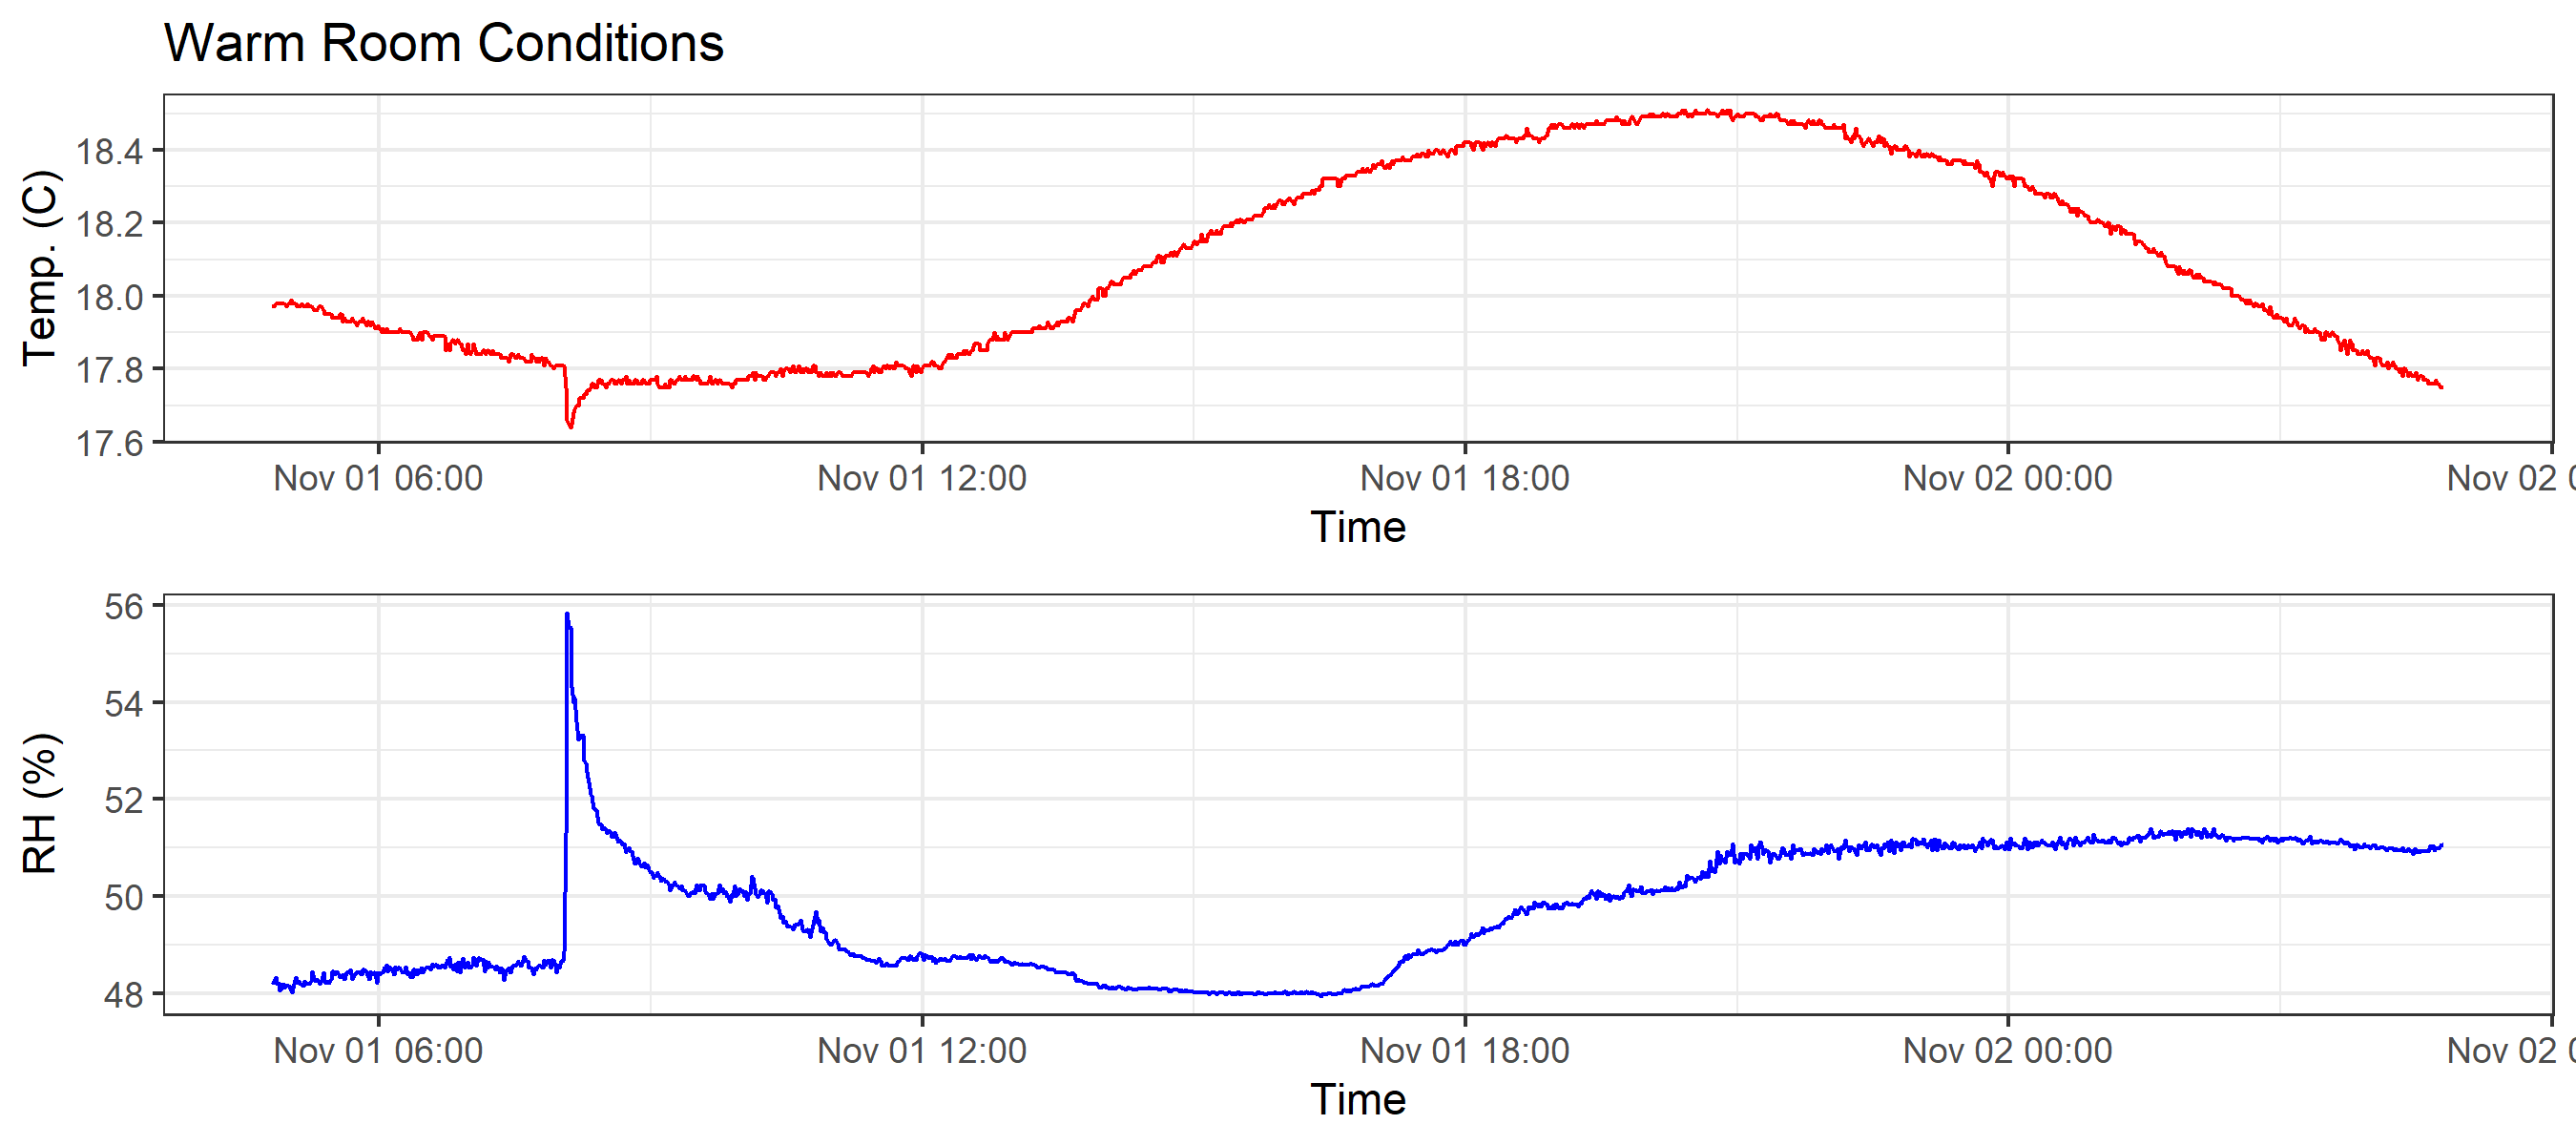 Warm Room Conditions
Temp. (C)
18.4
18.2
18.0
17.8
17.6
Nov 01 06:00 Nov 01 12:00 Nov 01 18:00 Nov 02 00:00 Nov 02 0
Time
RH (%)
56
54
52
50
48
Nov 01 06:00 Nov 01 12:00 Nov 01 18:00 Nov 02 00:00 Nov 02 0
Time